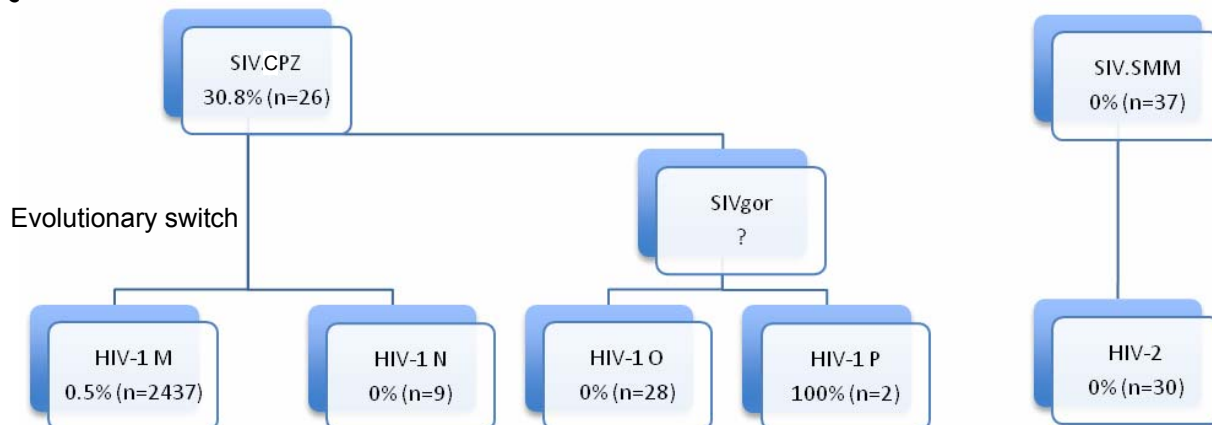 SIV.CPZ
30.8% (n=26)
SIV.SMM
0% (n=37)
SIVgor
?
Evolutionary switch
HIV-1 M
0.5% (n=2437)
HIV-1 N
0% (n=9)
HIV-1 O
0% (n=28)
HIV-1 P
100% (n=2)
HIV-2
0% (n=30)